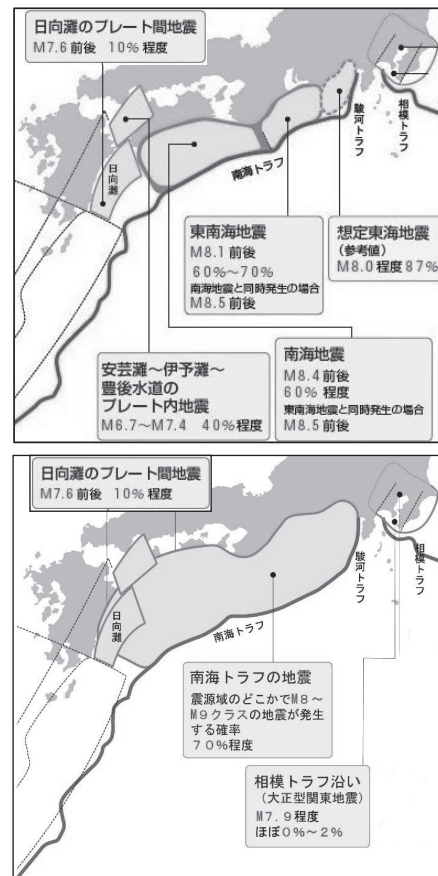 日向灘のプレート間地震
M7.6前後 10%程度
日向灘
南海トラフ
駿河トラフ
相模トラフ
東南海地震
M8.1前後
60%～70%
南海地震と同時発生の場合
M8.5前後
想定東海地震
(参考値)
M8.0程度87%
安芸灘～伊予灘～
豊後水道の
プレート内地震
M6.7～M7.4 40%程度
南海地震
M8.4前後
60%程度
東南海地震と同時発生の場合
M8.5前後
日向灘のプレート間地震
M7.6前後 10%程度
日向灘
南海トラフ
駿河トラフ
相模トラフ
南海トラフの地震
震源域のどこかでM8～
M9クラスの地震が発生
する確率
70%程度
相模トラフ沿い
(大正型関東地震)
M7.9程度
ほぼ0%～2%